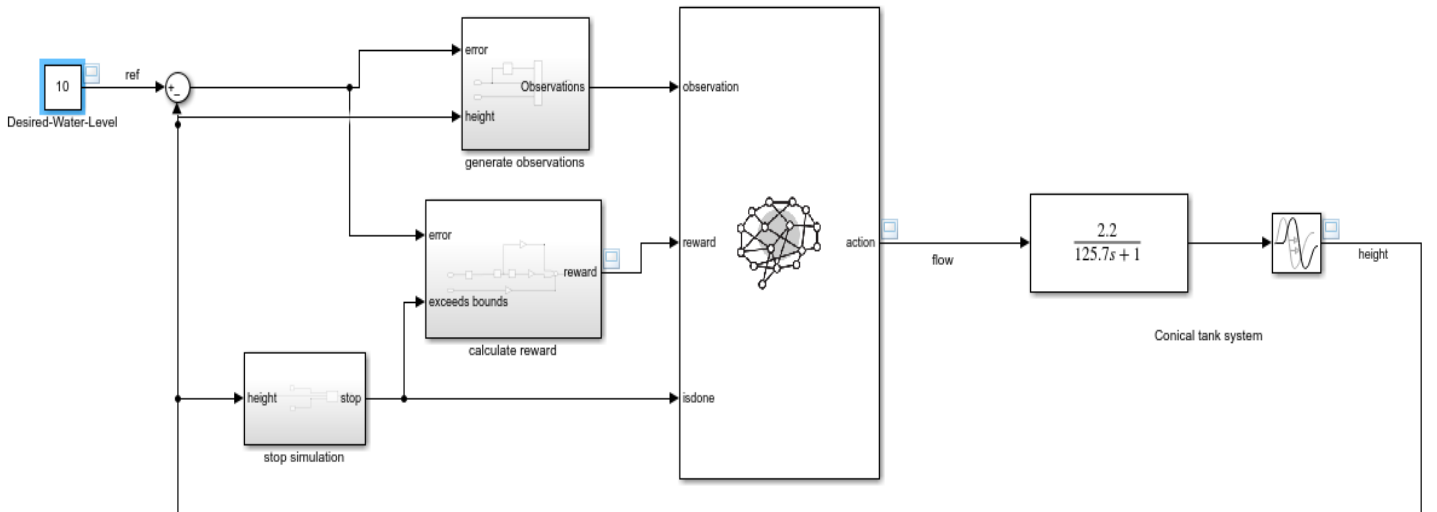 10
ref
+
−
Desired-Water-Level
error
height
Observations
generate observations
error
exceeds bounds
reward
calculate reward
height
stop
stop simulation
observation
reward
isdone
action
flow
2.2
125.7s + 1
height
Conical tank system